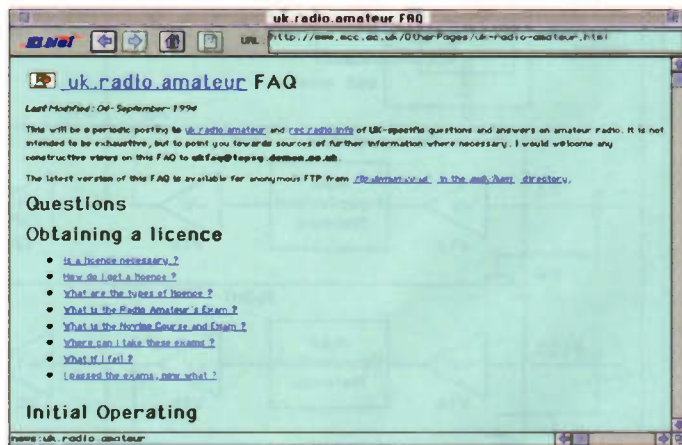 uk.radio.amateur FAQ
URL: http://www.mcc.ac.uk/OtherPages/uk-radio-amateur.html
uk.radio.amateur FAQ
Last Modified: 04-September-1994
This will be a periodic posting to uk.radio.amateur and rec.radio.info of UK-specific questions and answers on amateur radio. It is not
intended to be exhaustive, but to point you towards sources of further information where necessary. I would welcome any
constructive views on this FAQ to
The latest version of this FAQ is available for anonymous FTP from in the directory.
Questions
Obtaining a licence
Is a licence necessary ?
How do I get a licence ?
What are the types of licence ?
What is the Radio Amateur's Exam ?
What is the Novice Course and Exam ?
Where can I take these exams ?
What if I fail ?
I passed the exams, now what ?
Initial Operating
news:uk.radio.amateur